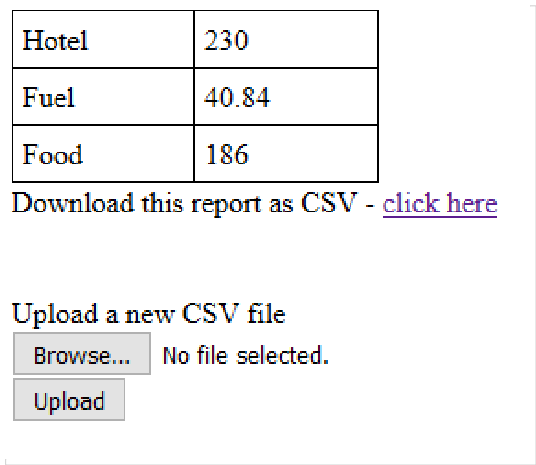 Hotel 230
Fuel 40.84
Food 186
Download this report as CSV - click here
Upload a new CSV file
Browse... No file selected.
Upload